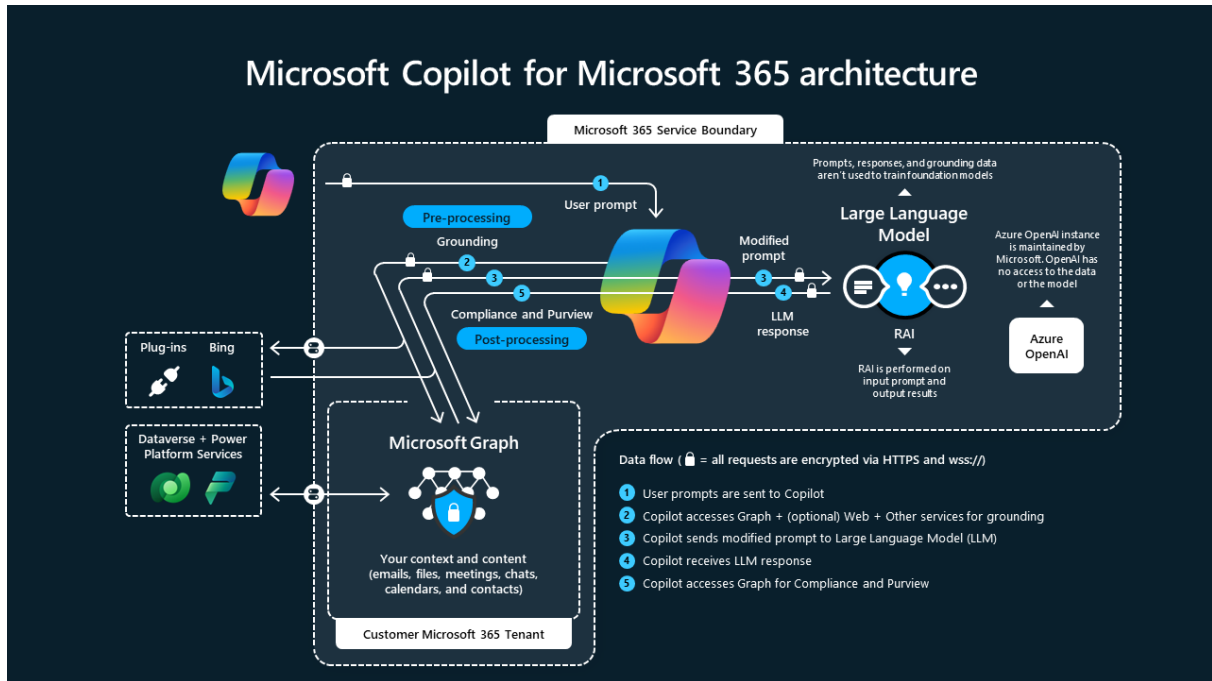 Microsoft Copilot for Microsoft 365 architecture
Microsoft 365 Service Boundary
1
User prompt
Pre-processing
Grounding
2
3
5
Compliance and Purview
Post-processing
Modified
prompt
3
4
LLM
response
Prompts, responses, and grounding data
aren't used to train foundation models
Large Language
Model
RAI
RAI is performed on
input prompt and
output results
Azure OpenAI instance
is maintained by
Microsoft. OpenAI has
no access to the data
or the model
Azure
OpenAI
Plug-ins
Bing
Dataverse + Power
Platform Services
Microsoft Graph
Your context and content
(emails, files, meetings, chats,
calendars, and contacts)
Customer Microsoft 365 Tenant
Data flow ( = all requests are encrypted via HTTPS and wss://)
1 User prompts are sent to Copilot
2 Copilot accesses Graph + (optional) Web + Other services for grounding
3 Copilot sends modified prompt to Large Language Model (LLM)
4 Copilot receives LLM response
5 Copilot accesses Graph for Compliance and Purview